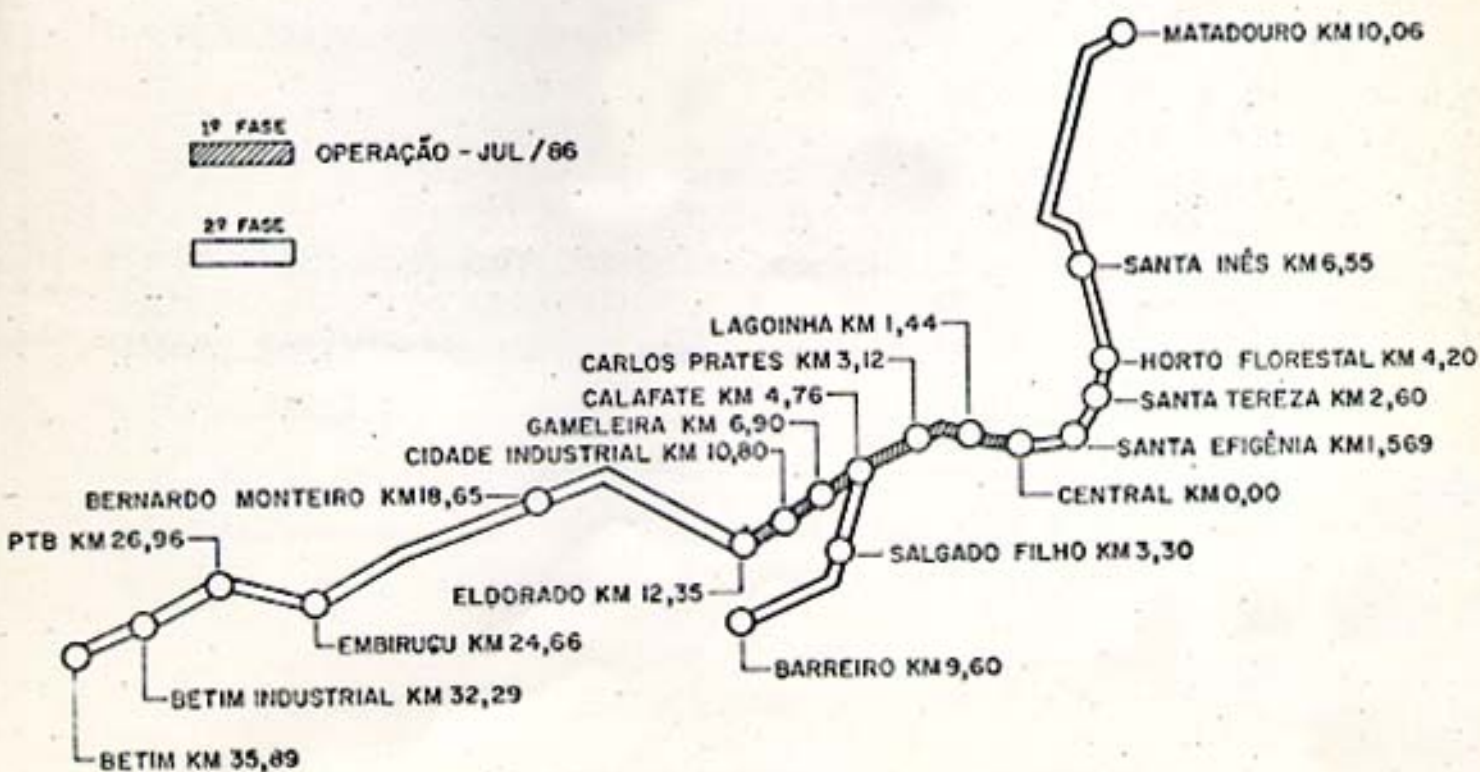 MATADOURO KM 10,06
1ª FASE
OPERAÇÃO - JUL/86
2ª FASE
SANTA INÊS KM 6,55
LAGOINHA KM 1,44
CARLOS PRATES KM 3,12
HORTO FLORESTAL KM 4,20
CALAFATE KM 4,76
SANTA TEREZA KM 2,60
GAMELEIRA KM 6,90
SANTA EFIGÊNIA KM 1,569
CIDADE INDUSTRIAL KM 10,80
BERNARDO MONTEIRO KM 18,65
CENTRAL KM 0,00
PTB KM 26,96
SALGADO FILHO KM 3,30
ELDORADO KM 12,35
EMBIRUÇU KM 24,66
BARREIRO KM 9,60
BETIM INDUSTRIAL KM 32,29
BETIM KM 35,89